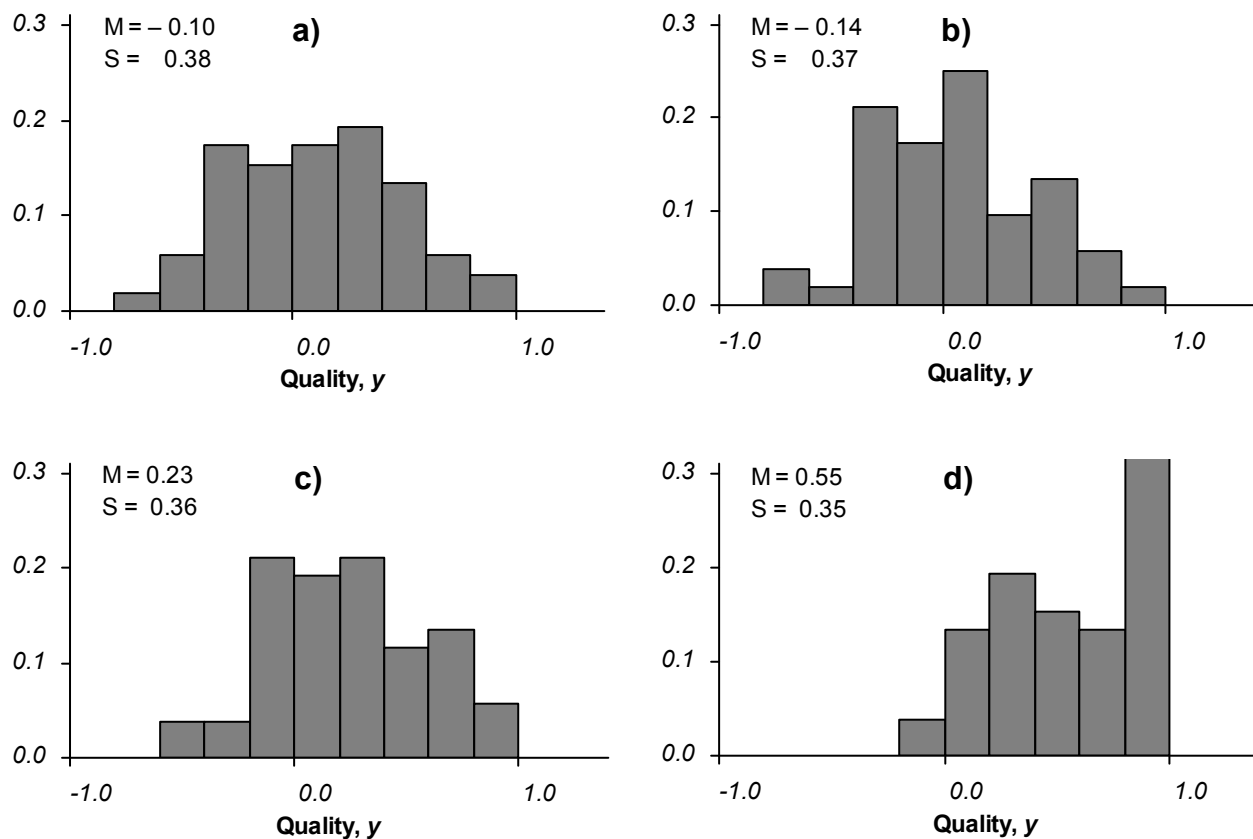 0.3
M = – 0.10
a)
S = 0.38
0.2
0.1
0.0
-1.0 0.0 1.0
Quality, y
0.3
M = – 0.14
b)
S = 0.37
0.2
0.1
0.0
-1.0 0.0 1.0
Quality, y
0.3
M = 0.23
c)
S = 0.36
0.2
0.1
0.0
-1.0 0.0 1.0
Quality, y
0.3
M = 0.55
d)
S = 0.35
0.2
0.1
0.0
-1.0 0.0 1.0
Quality, y